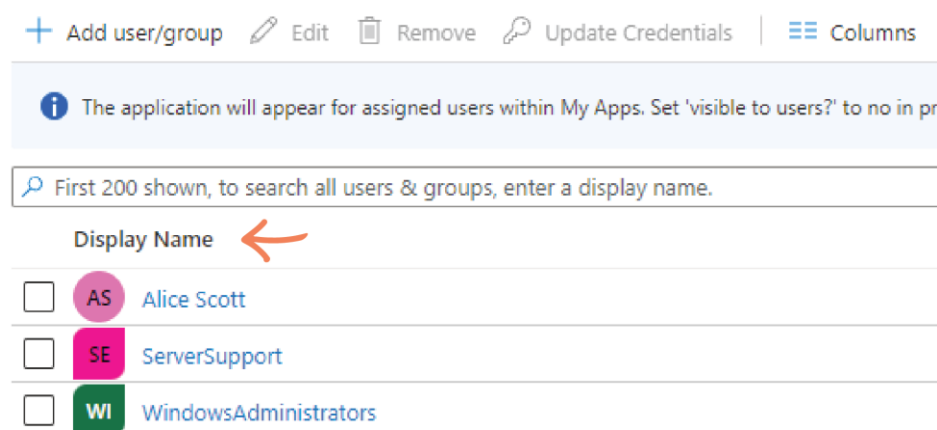 Add user/group Edit Remove Update Credentials Columns
The application will appear for assigned users within My Apps. Set 'visible to users?' to no in pr
First 200 shown, to search all users & groups, enter a display name.
Display Name
AS Alice Scott
SE ServerSupport
WI WindowsAdministrators